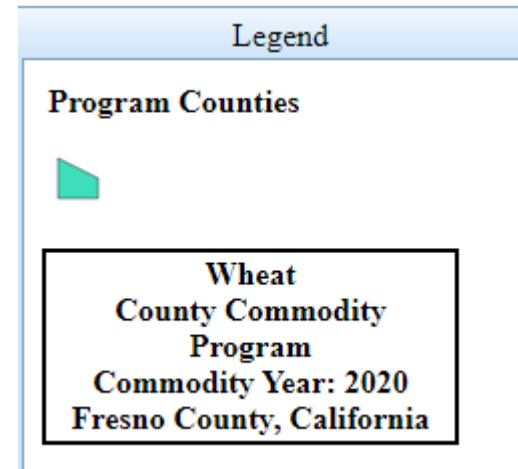 Legend
Program Counties
Wheat
County Commodity
Program
Commodity Year: 2020
Fresno County, California